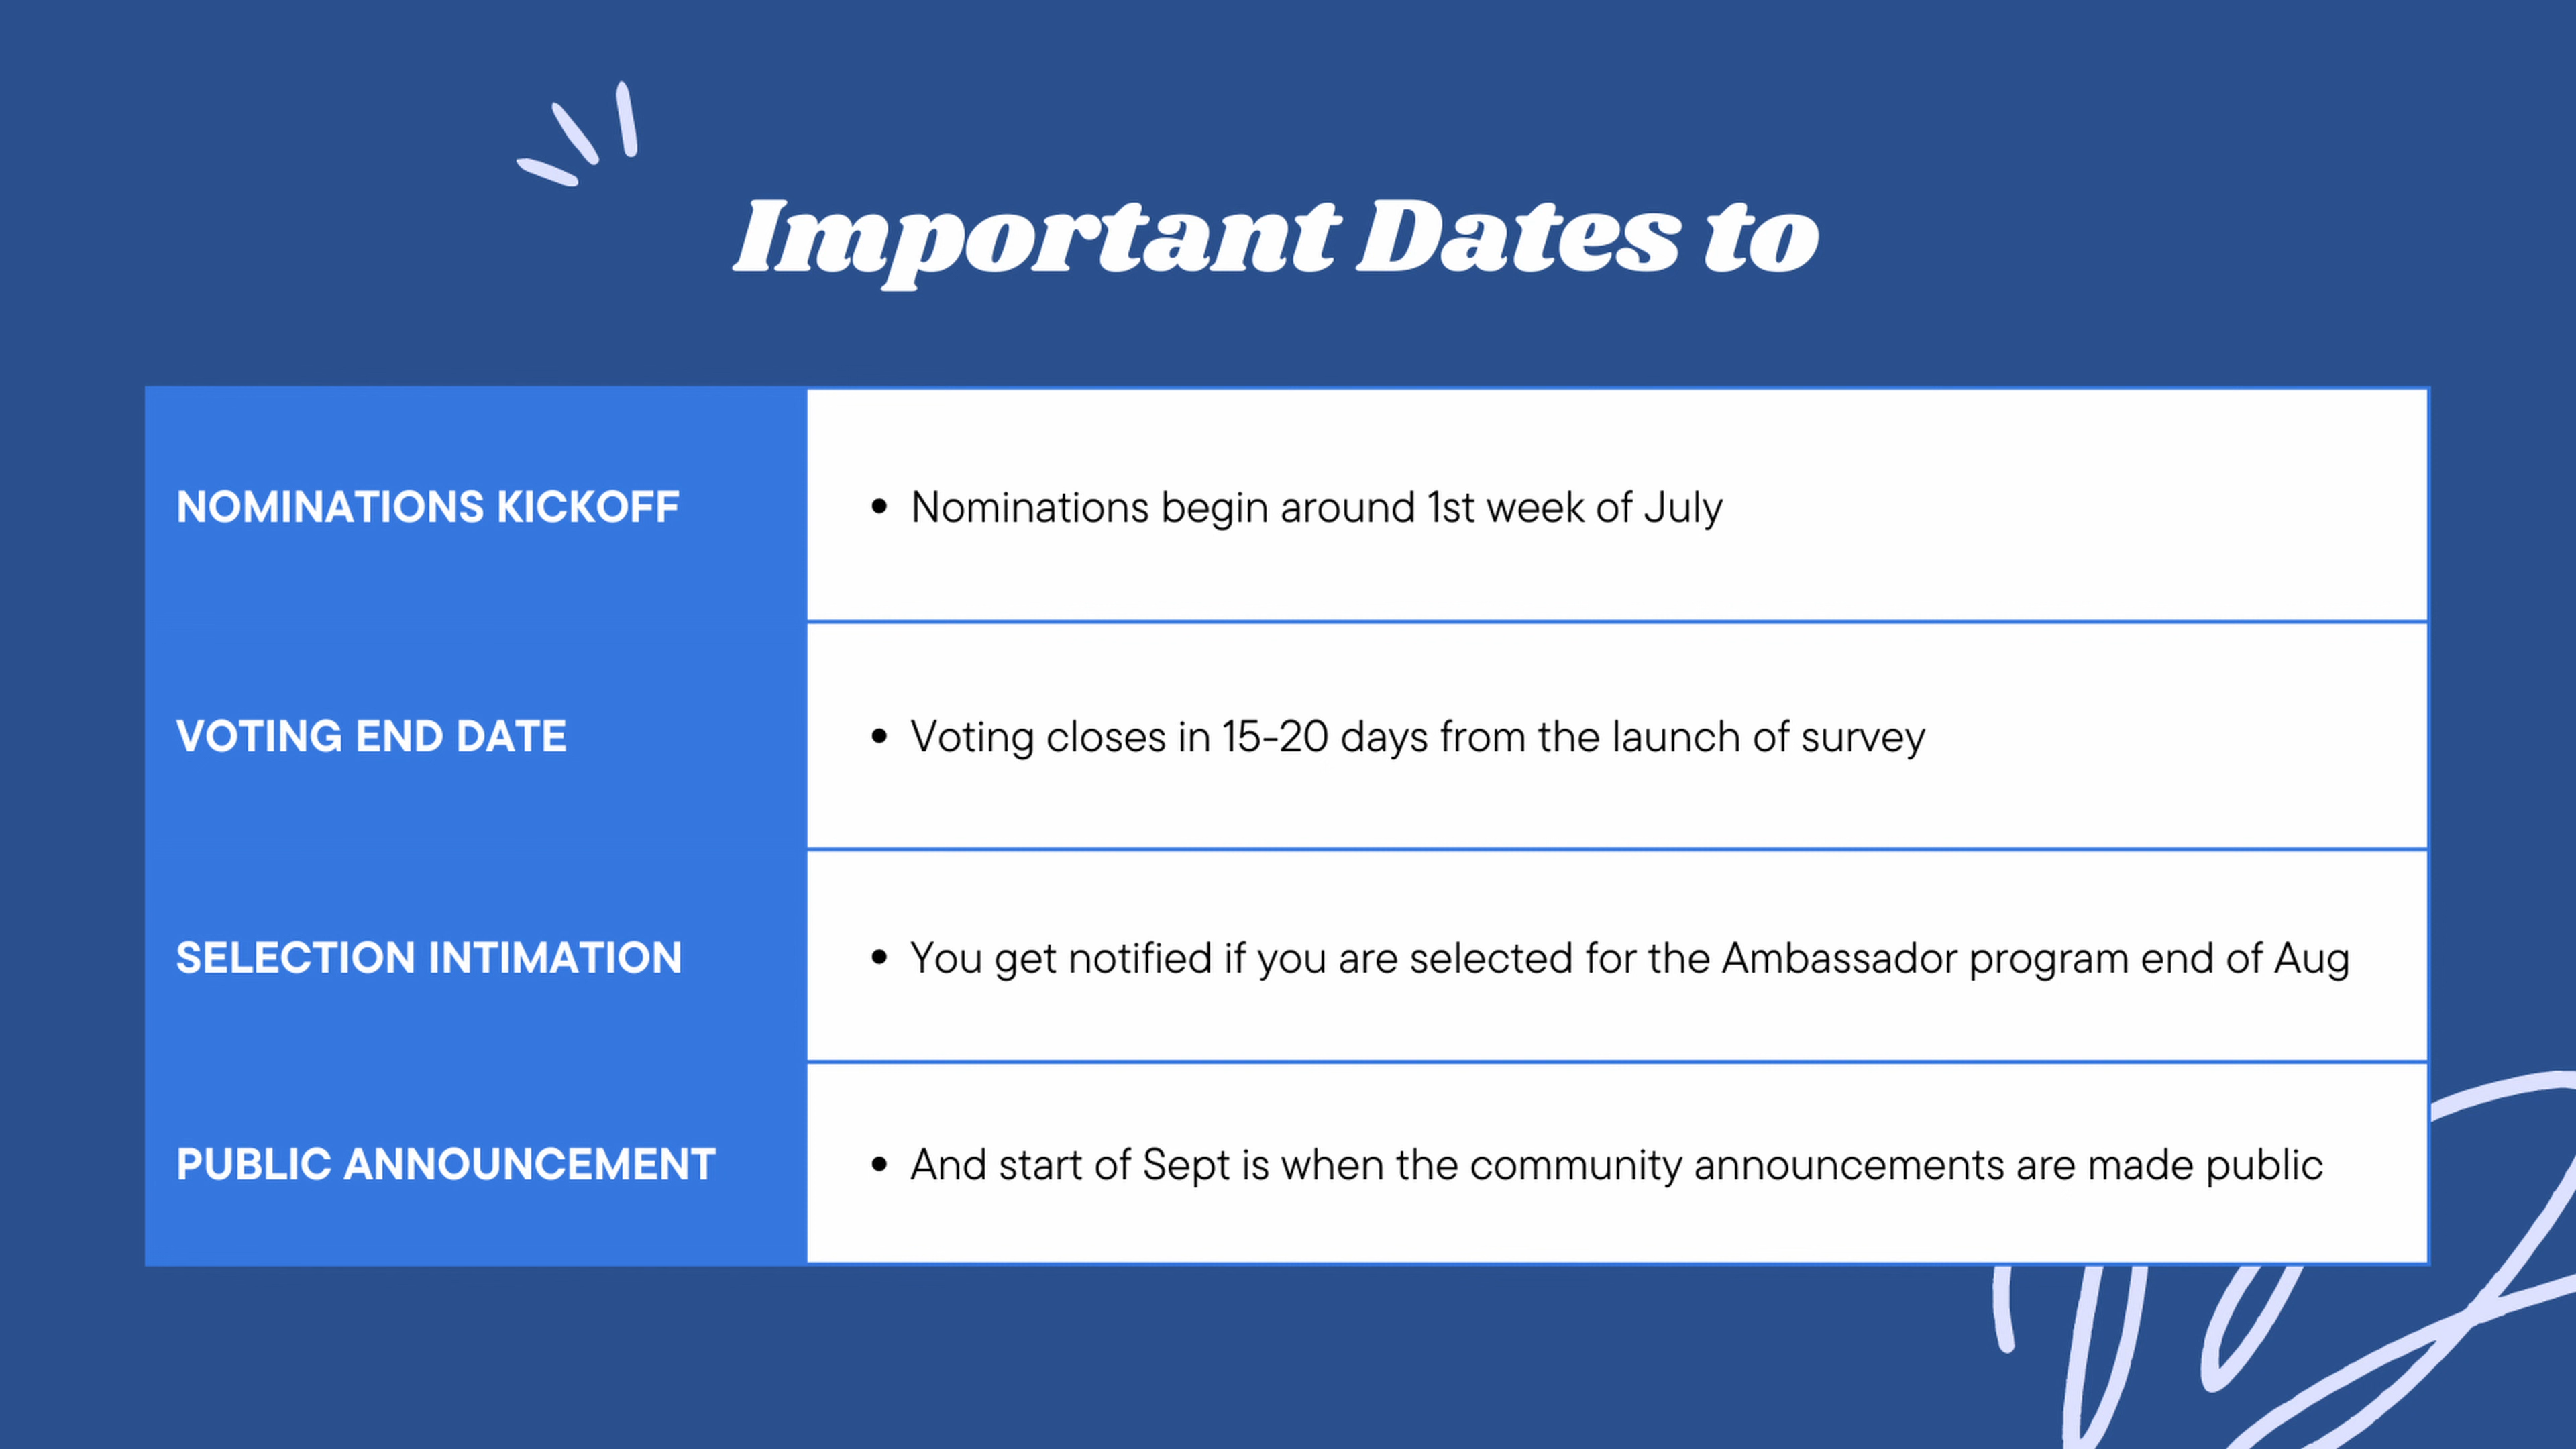 Important Dates to
NOMINATIONS KICKOFF
• Nominations begin around 1st week of July
VOTING END DATE
• Voting closes in 15-20 days from the launch of survey
SELECTION INTIMATION
• You get notified if you are selected for the Ambassador program end of Aug
PUBLIC ANNOUNCEMENT
• And start of Sept is when the community announcements are made public